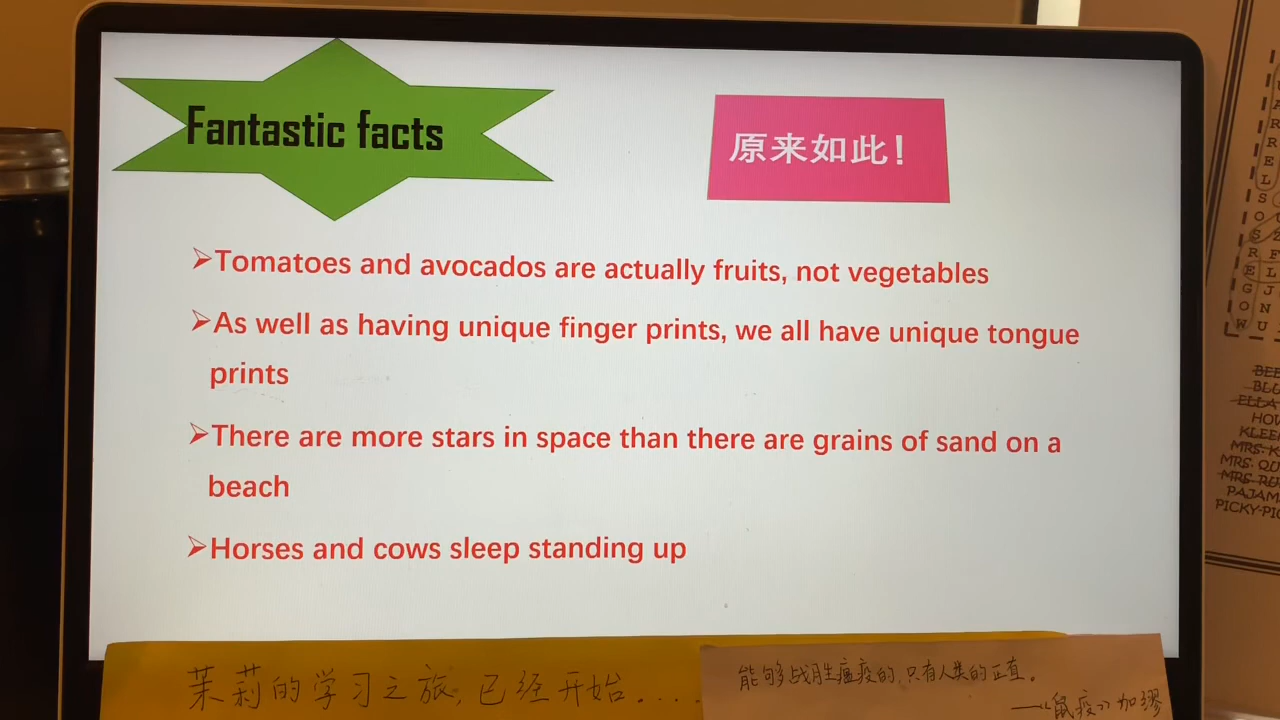 Fantastic facts
原来如此！
➢Tomatoes and avocados are actually fruits, not vegetables
➢As well as having unique finger prints, we all have unique tongue
prints
➢There are more stars in space than there are grains of sand on a
beach
➢Horses and cows sleep standing up
茉莉的学习之旅,已经开始。...
能够战胜瘟疫的,只有人类的正直。
——《鼠疫》加缪